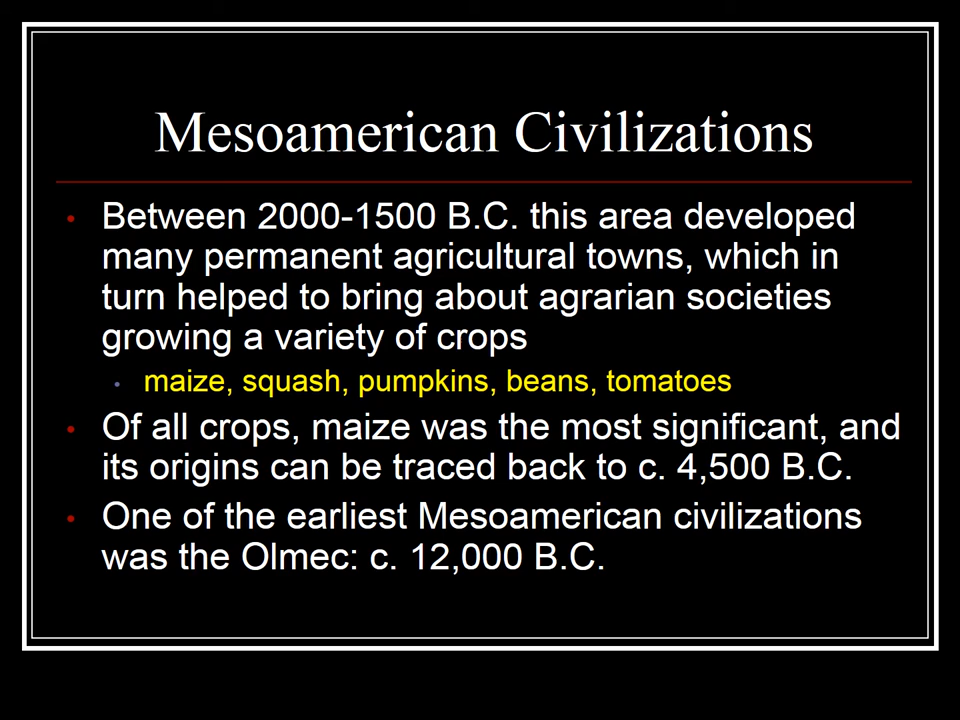 Mesoamerican Civilizations
• Between 2000-1500 B.C. this area developed
many permanent agricultural towns, which in
turn helped to bring about agrarian societies
growing a variety of crops
• maize, squash, pumpkins, beans, tomatoes
• Of all crops, maize was the most significant, and
its origins can be traced back to c. 4,500 B.C.
• One of the earliest Mesoamerican civilizations
was the Olmec: c. 12,000 B.C.